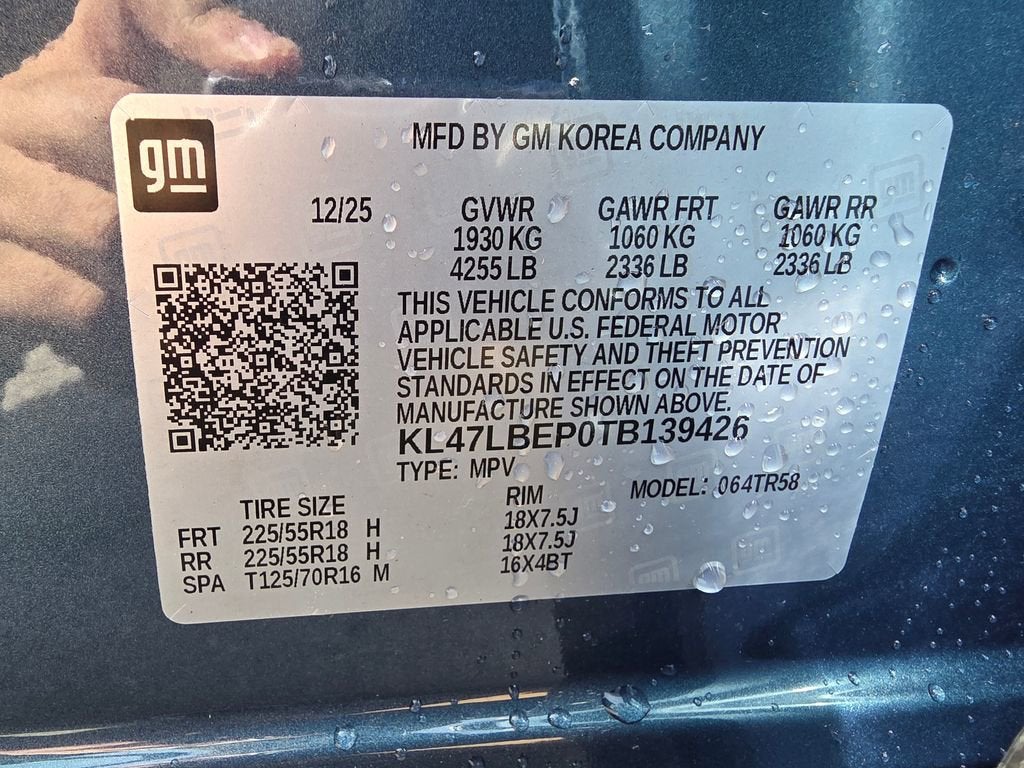 gm
MFD BY GM KOREA COMPANY
12/25 GVWR GAWR FRT GAWR RR
1930 KG 1060 KG 1060 KG
4255 LB 2336 LB 2336 LB
THIS VEHICLE CONFORMS TO ALL
APPLICABLE U.S. FEDERAL MOTOR
VEHICLE SAFETY AND THEFT PREVENTION
STANDARDS IN EFFECT ON THE DATE OF
MANUFACTURE SHOWN ABOVE.
KL47LBEP0TB139426
TYPE: MPV MODEL: 064TR58
TIRE SIZE RIM
FRT 225/55R18 H 18X7.5J
RR 225/55R18 H 18X7.5J
SPA T125/70R16 M 16X4BT